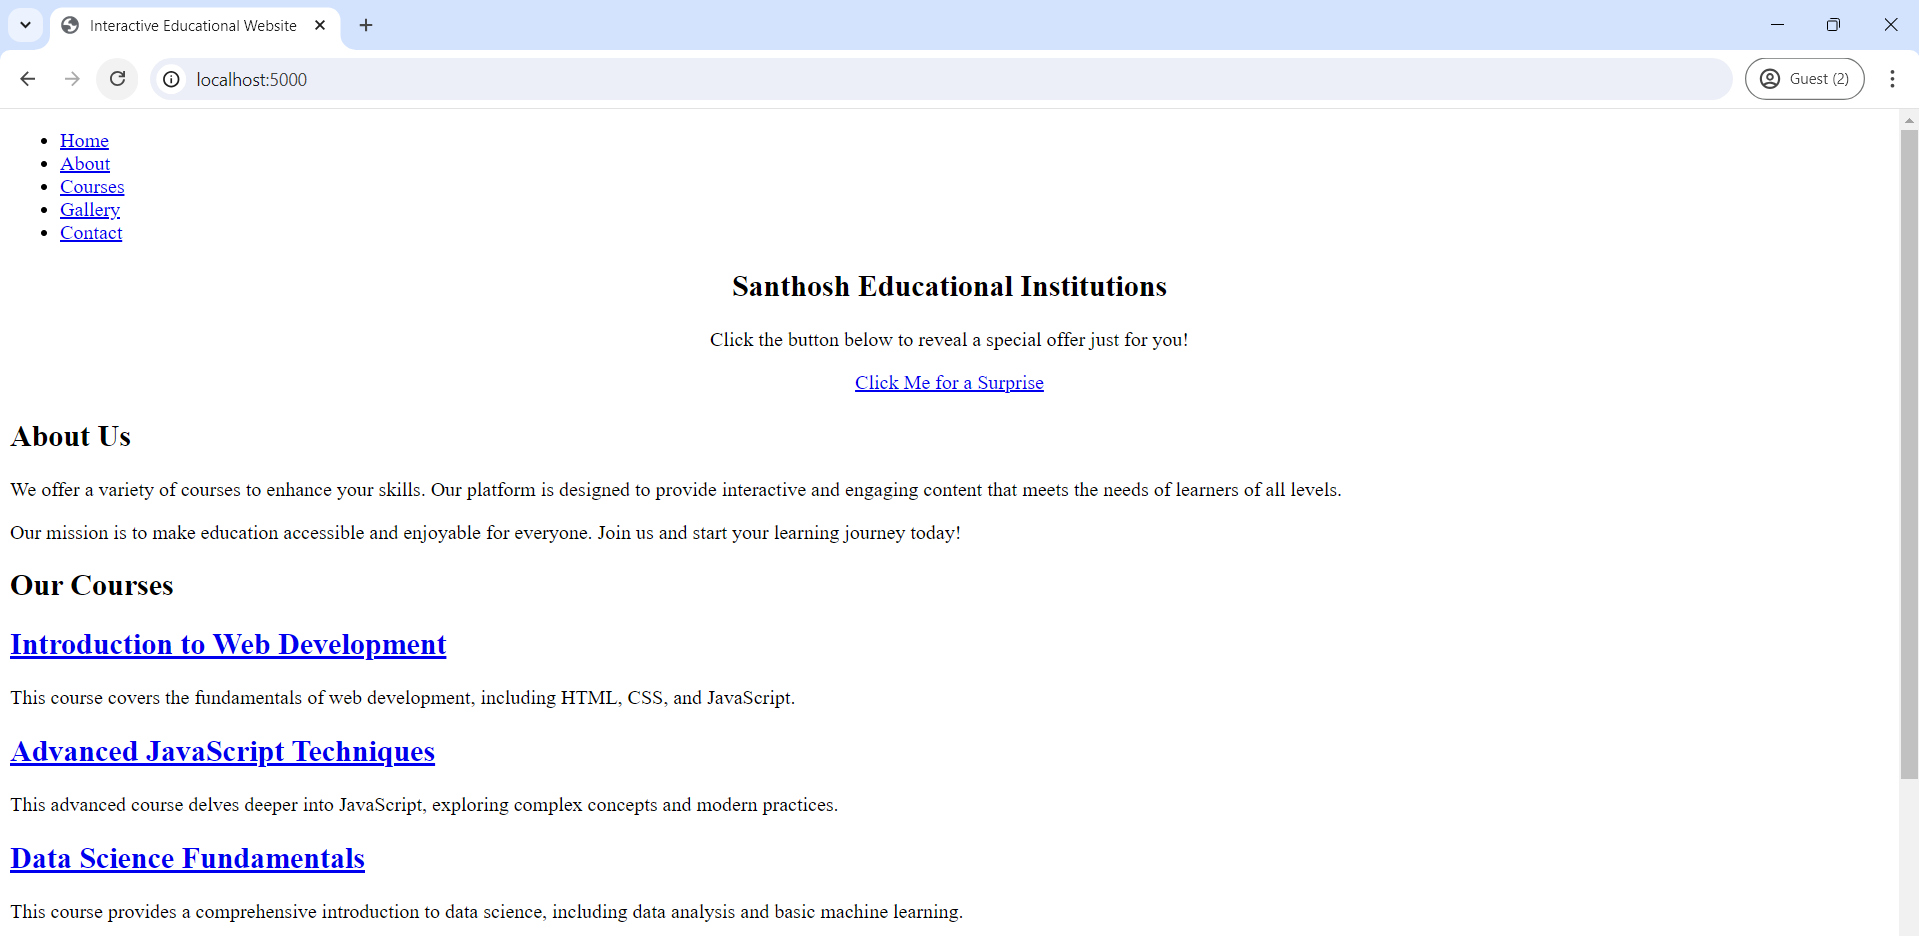 Interactive Educational Website
localhost:5000
Guest (2)
Home
About
Courses
Gallery
Contact
Santhosh Educational Institutions
Click the button below to reveal a special offer just for you!
Click Me for a Surprise
About Us
We offer a variety of courses to enhance your skills. Our platform is designed to provide interactive and engaging content that meets the needs of learners of all levels.
Our mission is to make education accessible and enjoyable for everyone. Join us and start your learning journey today!
Our Courses
Introduction to Web Development
This course covers the fundamentals of web development, including HTML, CSS, and JavaScript.
Advanced JavaScript Techniques
This advanced course delves deeper into JavaScript, exploring complex concepts and modern practices.
Data Science Fundamentals
This course provides a comprehensive introduction to data science, including data analysis and basic machine learning.